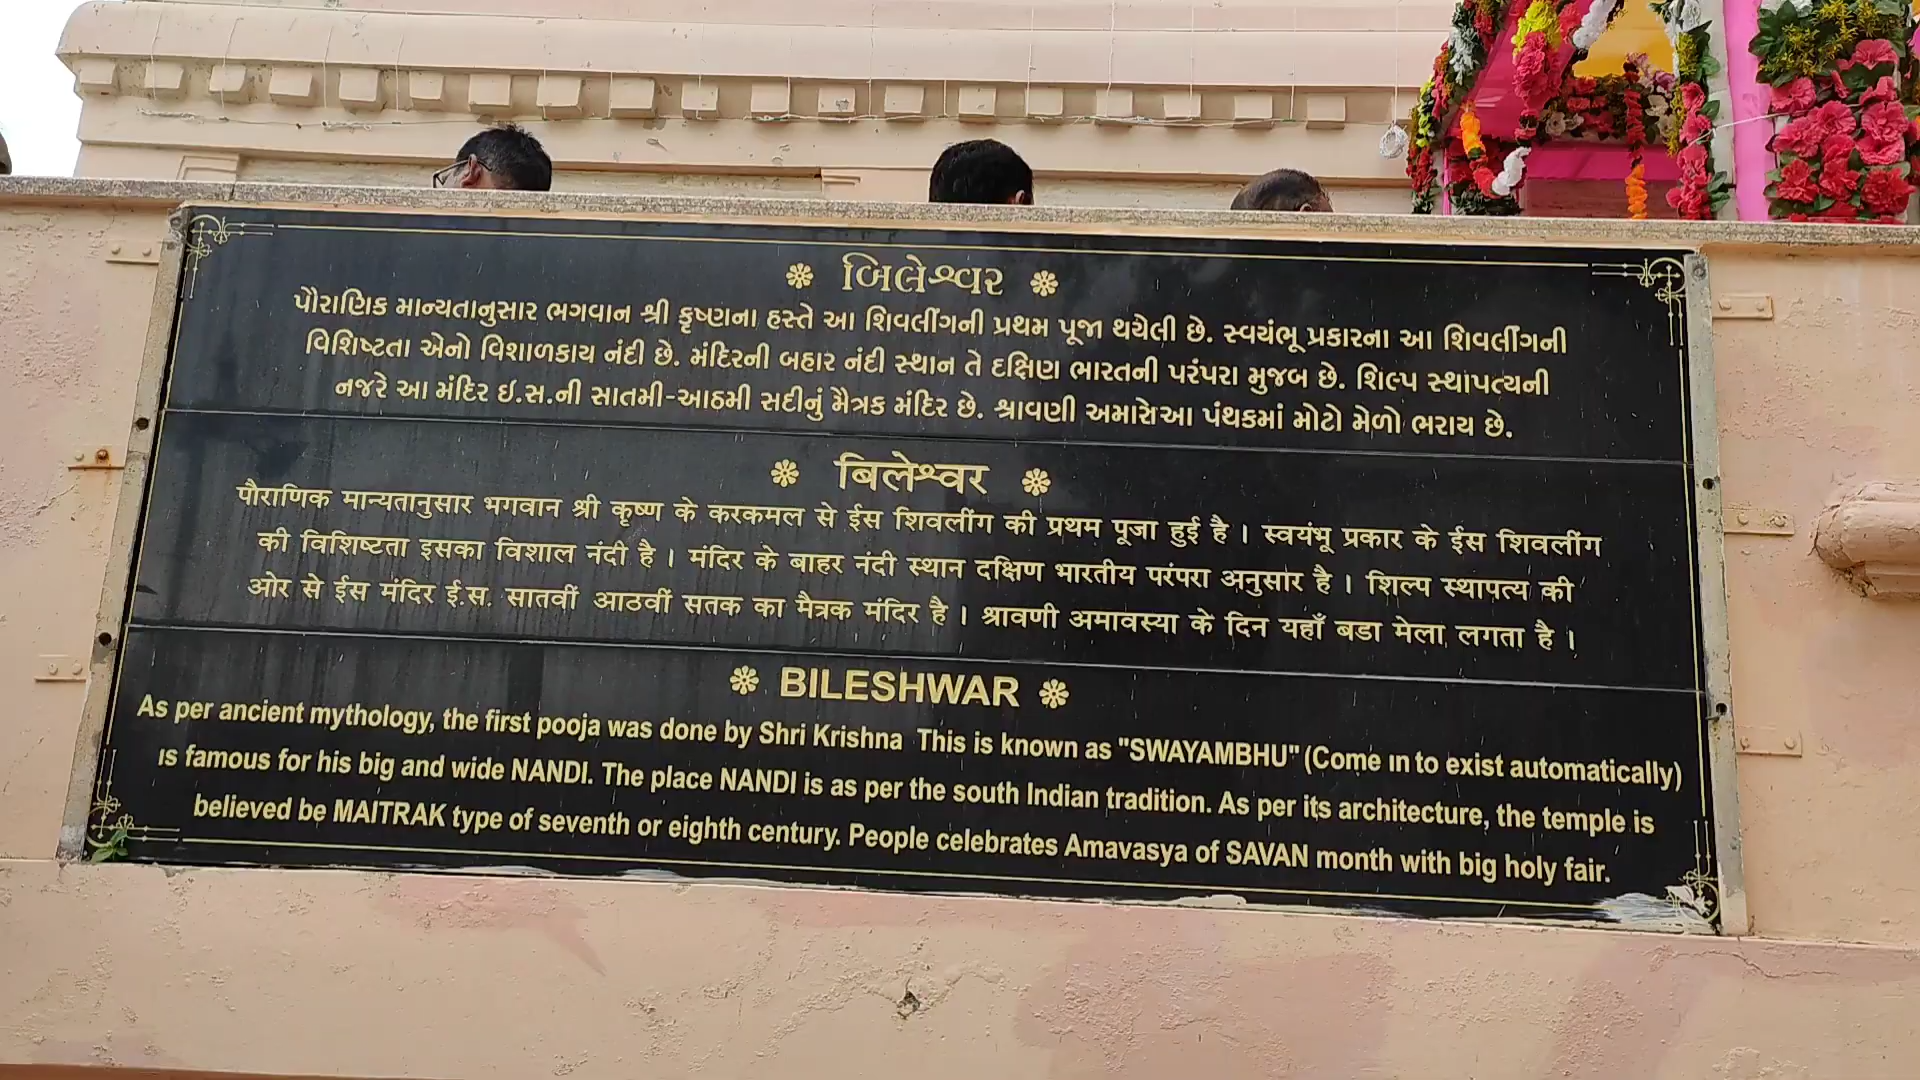 બિલેશ્વર
પૌરાણિક માન્યતાનુસાર ભગવાન શ્રી કૃષ્ણના હસ્તે આ શિવલીંગની પ્રથમ પૂજા થયેલી છે. સ્વયંભૂ પ્રકારના આ શિવલીંગની
વિશિષ્ટતા એનો વિશાળકાય નંદી છે. મંદિરની બહાર નંદી સ્થાન તે દક્ષિણ ભારતની પરંપરા મુજબ છે. શિલ્પ સ્થાપત્યની
નજરે આ મંદિર ઇ.સ.ની સાતમી-આઠમી સદીનું મૈત્રક મંદિર છે. શ્રાવણી અમાસે આ પંથકમાં મોટો મેળો ભરાય છે.
बिलेश्वर
पौराणिक मान्यतानुसार भगवान श्री कृष्ण के करकमल से ईस शिवलींग की प्रथम पूजा हुई है । स्वयंभू प्रकार के ईस शिवलींग
की विशिष्टता इसका विशाल नंदी है । मंदिर के बाहर नंदी स्थान दक्षिण भारतीय परंपरा अनुसार है । शिल्प स्थापत्य की
ओर से ईस मंदिर ई.स. सातवीं आठवीं सतक का मैत्रक मंदिर है । श्रावणी अमावस्या के दिन यहाँ बडा मेला लगता है ।
BILESHWAR
As per ancient mythology, the first pooja was done by Shri Krishna This is known as "SWAYAMBHU" (Come in to exist automatically)
is famous for his big and wide NANDI. The place NANDI is as per the south Indian tradition. As per its architecture, the temple is
believed be MAITRAK type of seventh or eighth century. People celebrates Amavasya of SAVAN month with big holy fair.